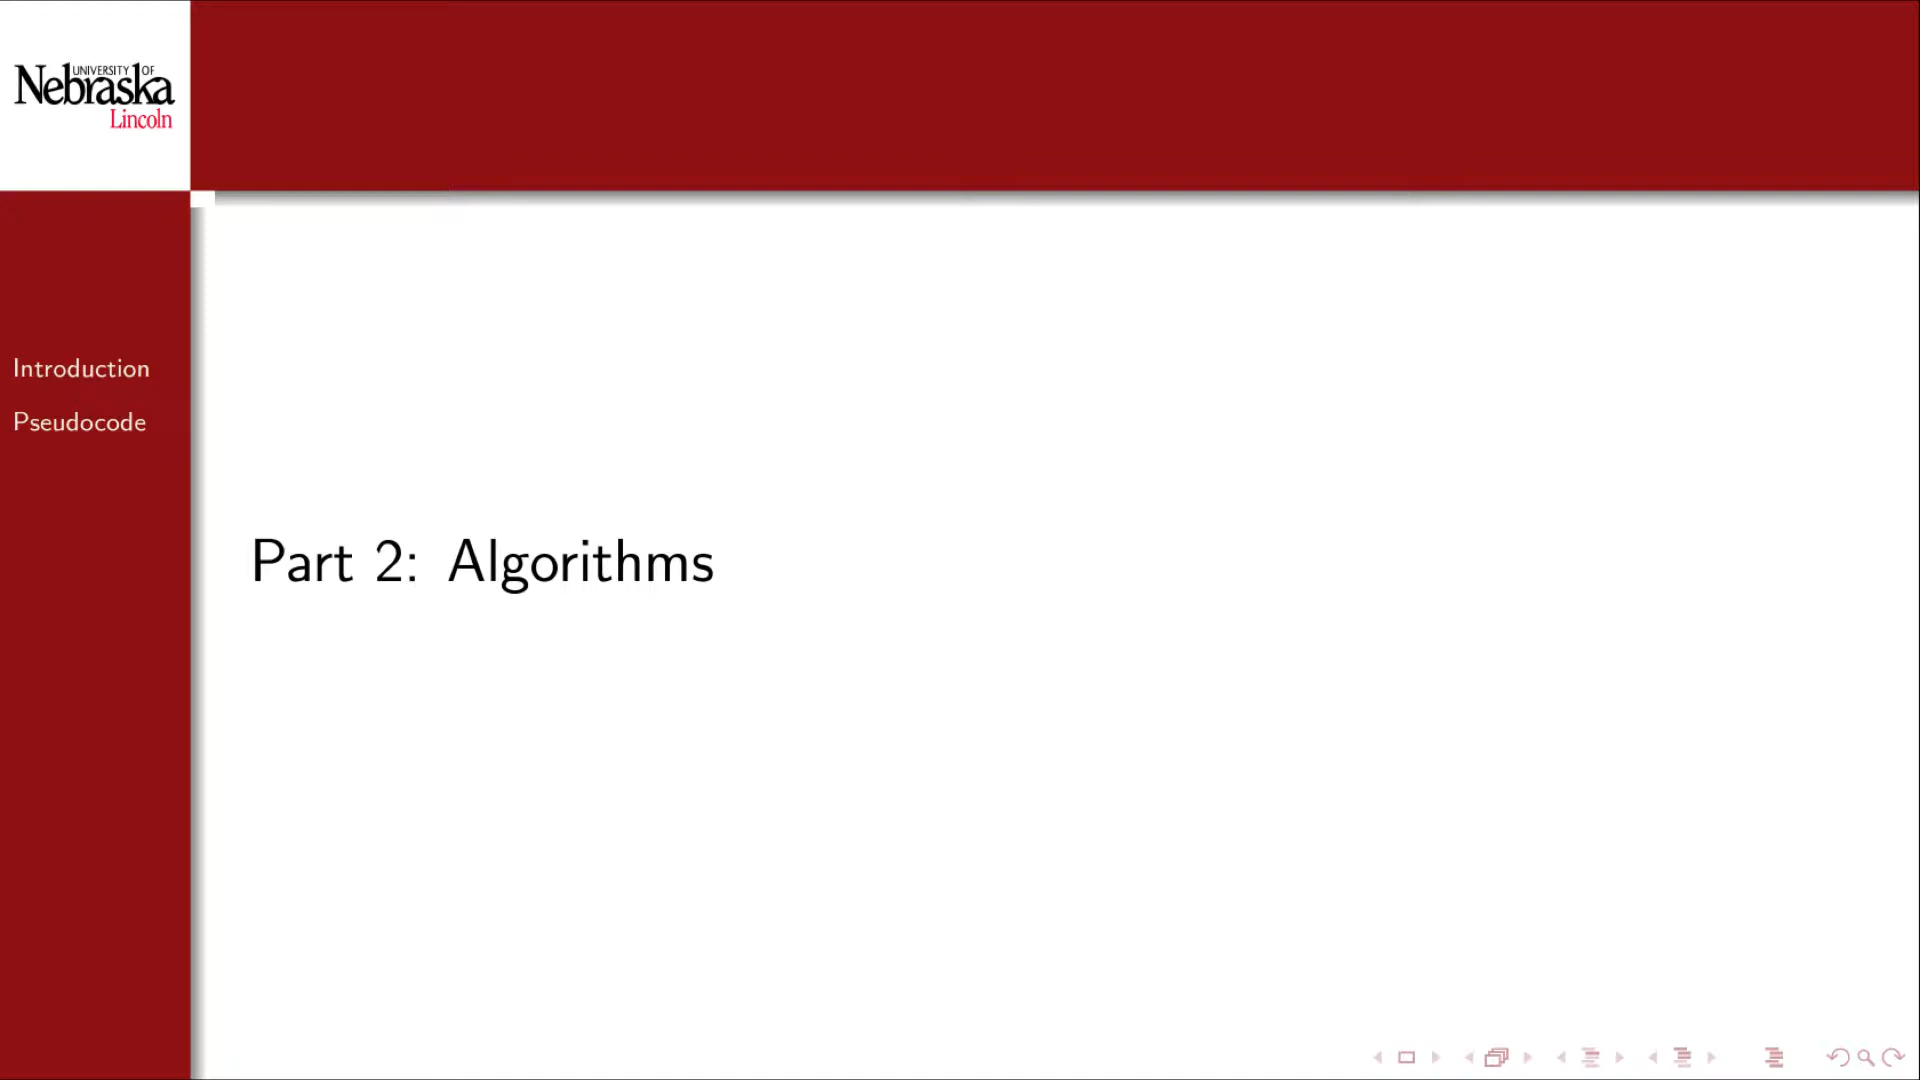 UNIVERSITY OF
Nebraska
Lincoln
Introduction
Pseudocode
Part 2: Algorithms